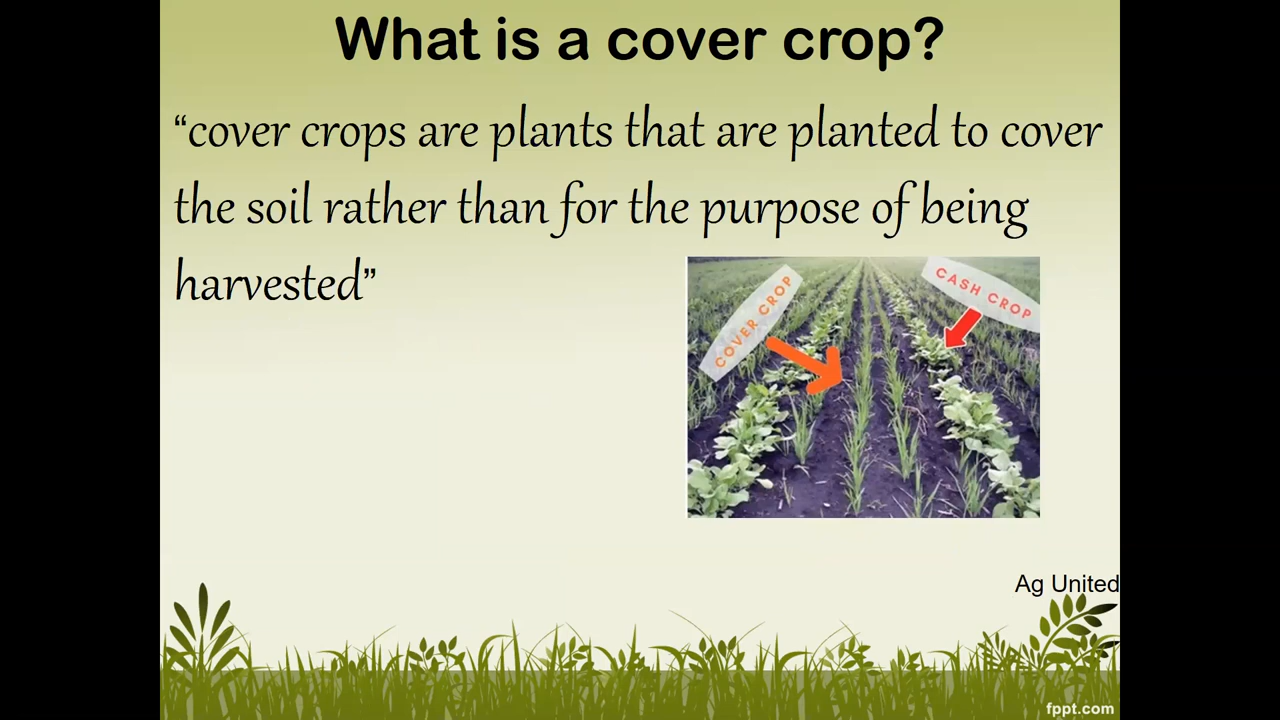 What is a cover crop?
“cover crops are plants that are planted to cover
the soil rather than for the purpose of being
harvested”
COVER CROP
CASH CROP
Ag United
fppt.com